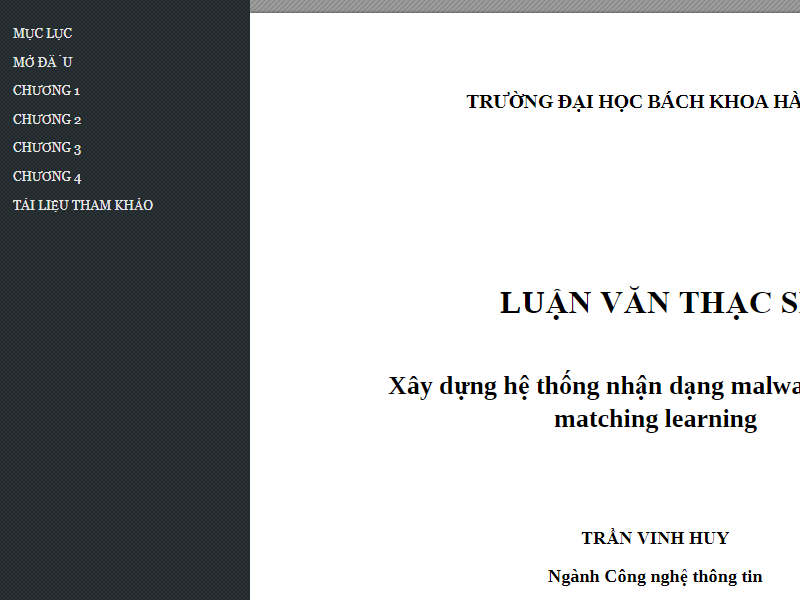 MỤC LỤC
MỞ ĐẦU
CHƯƠNG 1
CHƯƠNG 2
CHƯƠNG 3
CHƯƠNG 4
TÀI LIỆU THAM KHẢO
TRƯỜNG ĐẠI HỌC BÁCH KHOA HÀ
LUẬN VĂN THẠC S
Xây dựng hệ thống nhận dạng malwa
matching learning
TRẦN VINH HUY
Ngành Công nghệ thông tin